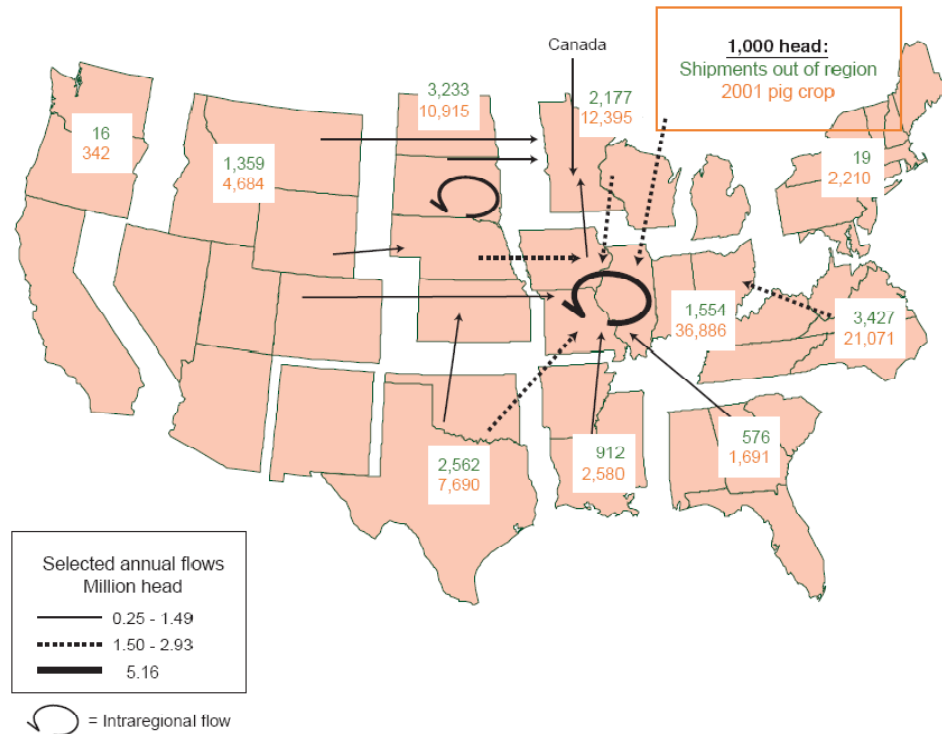 Canada
1,000 head:
Shipments out of region
2001 pig crop
16
342
1,359
4,684
3,233
10,915
2,177
12,395
19
2,210
1,554
36,886
3,427
21,071
2,562
7,690
912
2,580
576
1,691
Selected annual flows
Million head
0.25 - 1.49
1.50 - 2.93
5.16
= Intraregional flow